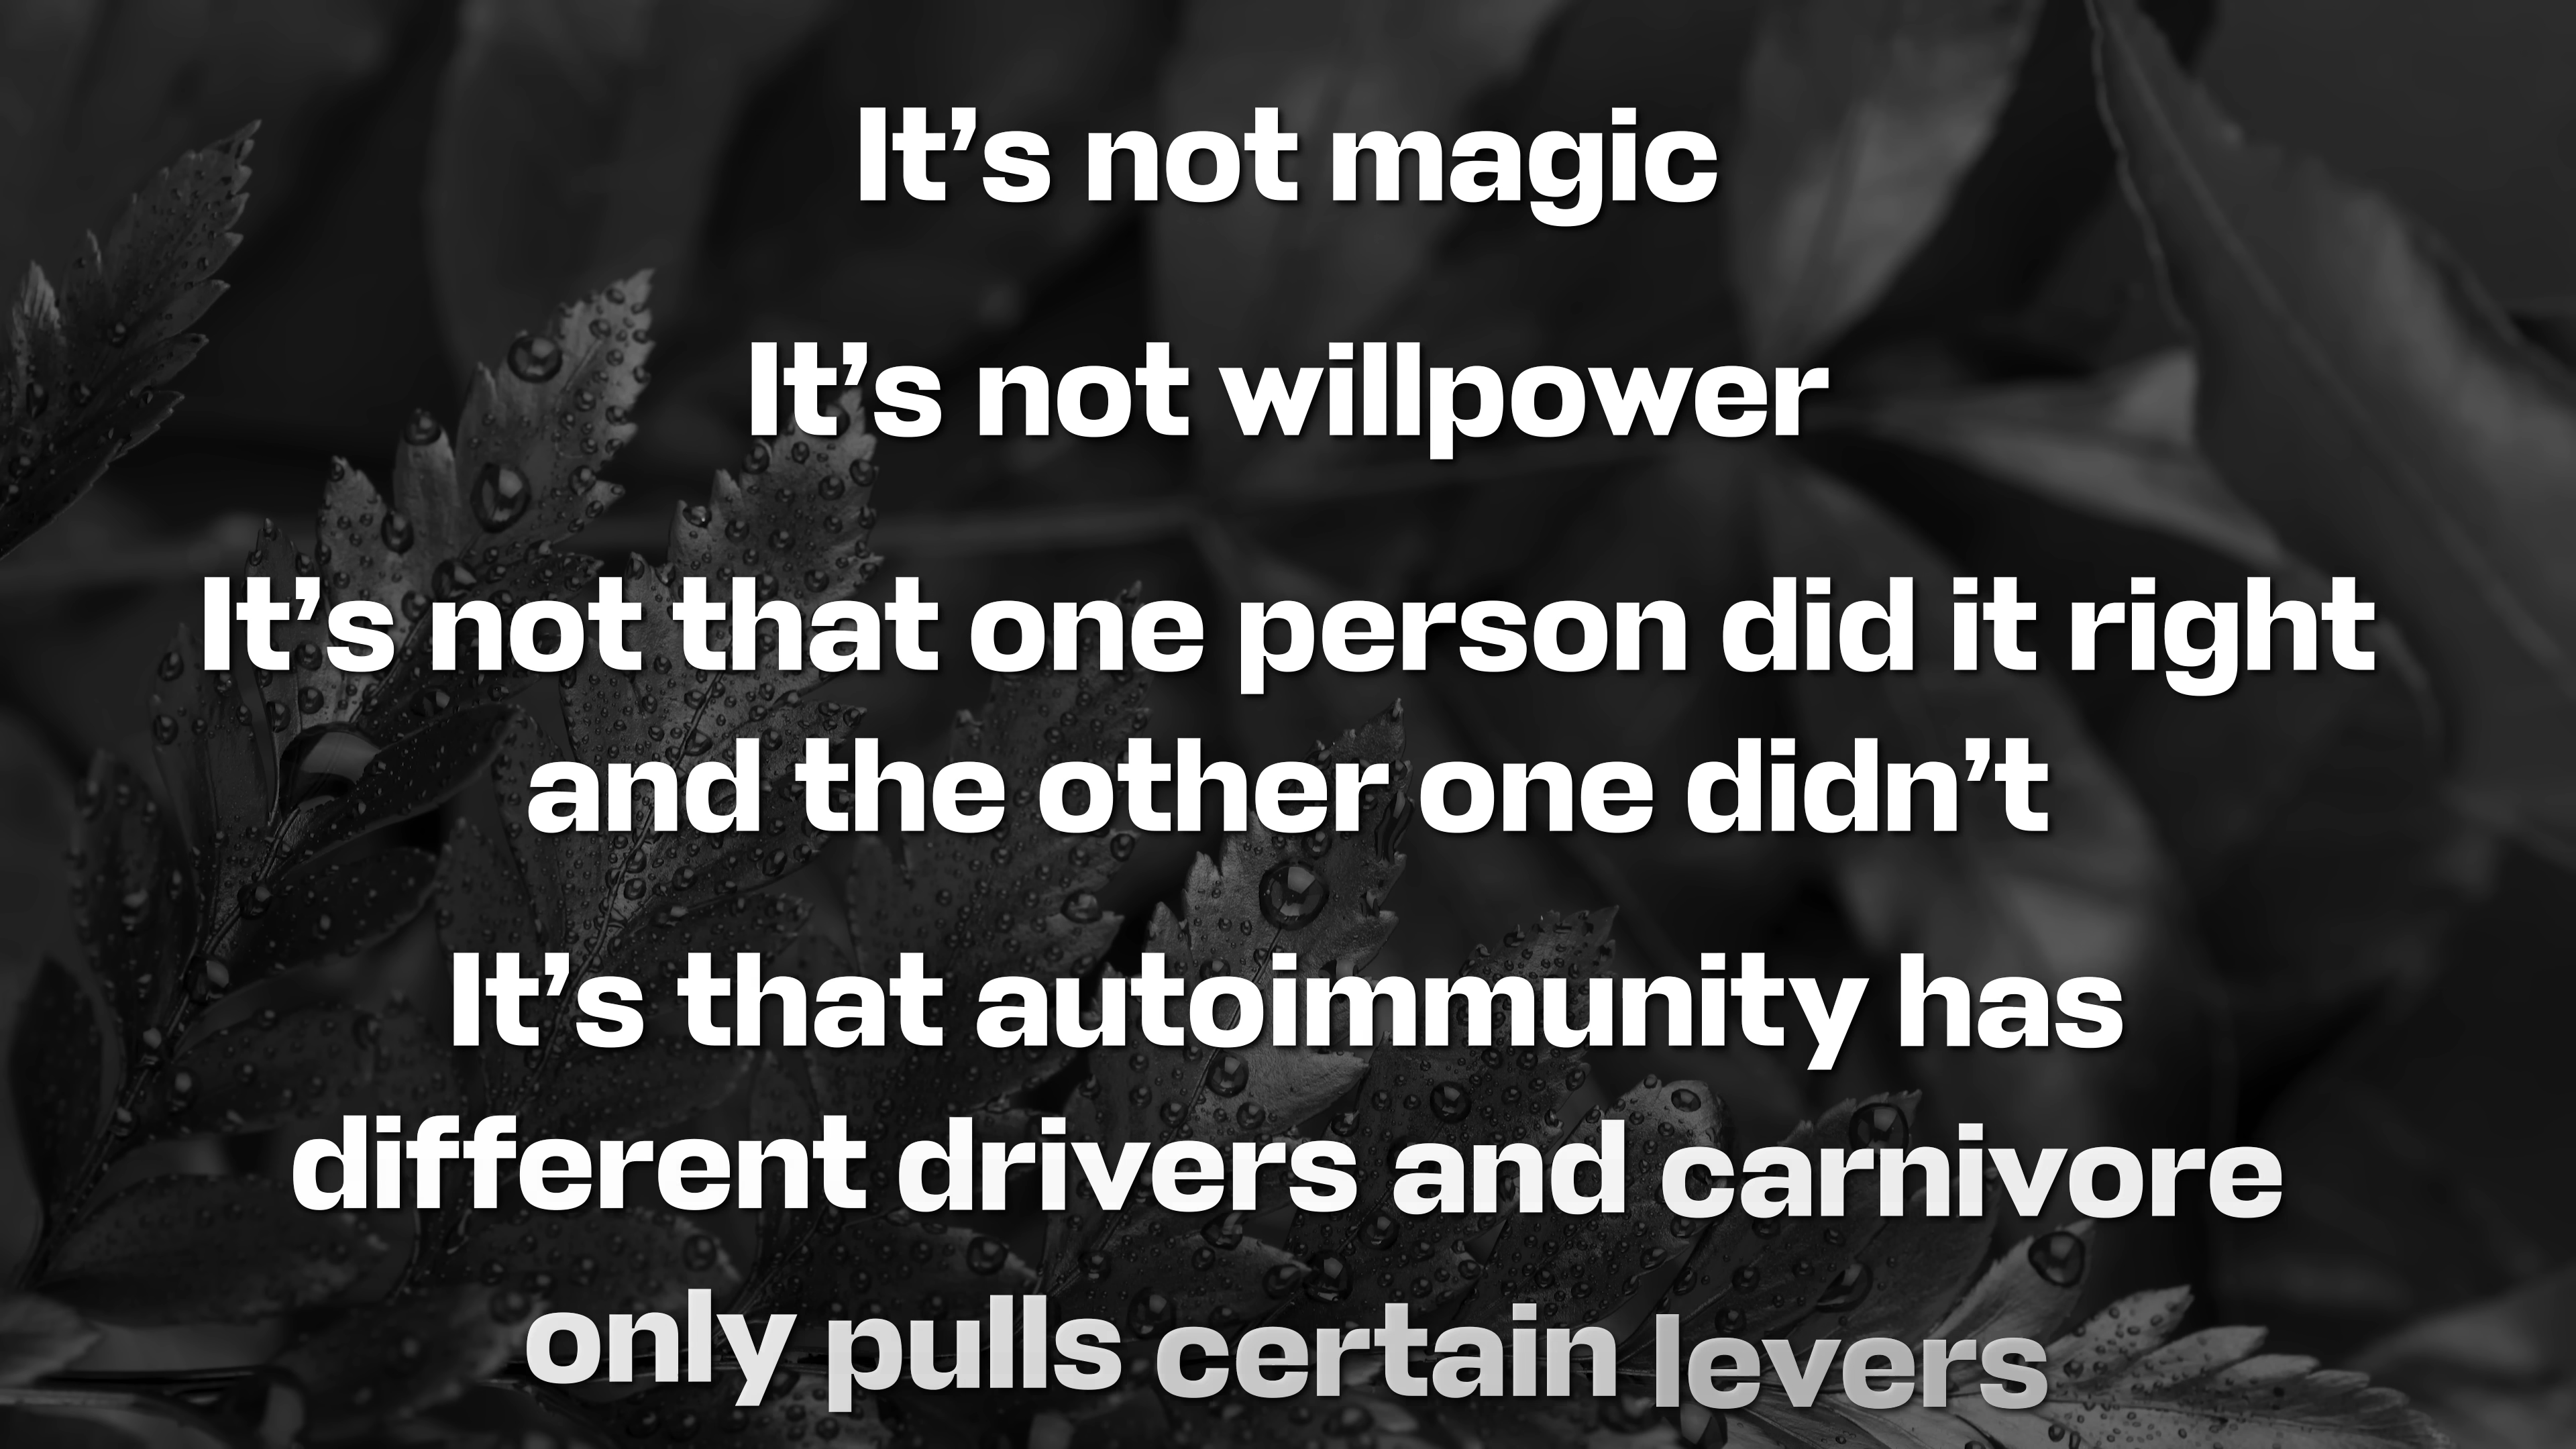 It’s not magic
It’s not willpower
It’s not that one person did it right
and the other one didn’t
It’s that autoimmunity has
different drivers and carnivore
only pulls certain levers